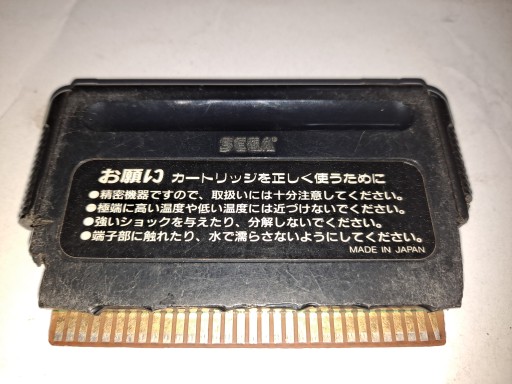 SEGA
お願い カートリッジを正しく使うために
●精密機器ですので、取扱いには十分注意してください。
●極端に高い温度や低い温度には近づけないでください。
●強いショックを与えたり、分解しないでください。
●端子部に触れたり、水で濡らさないようにしてください。
MADE IN JAPAN